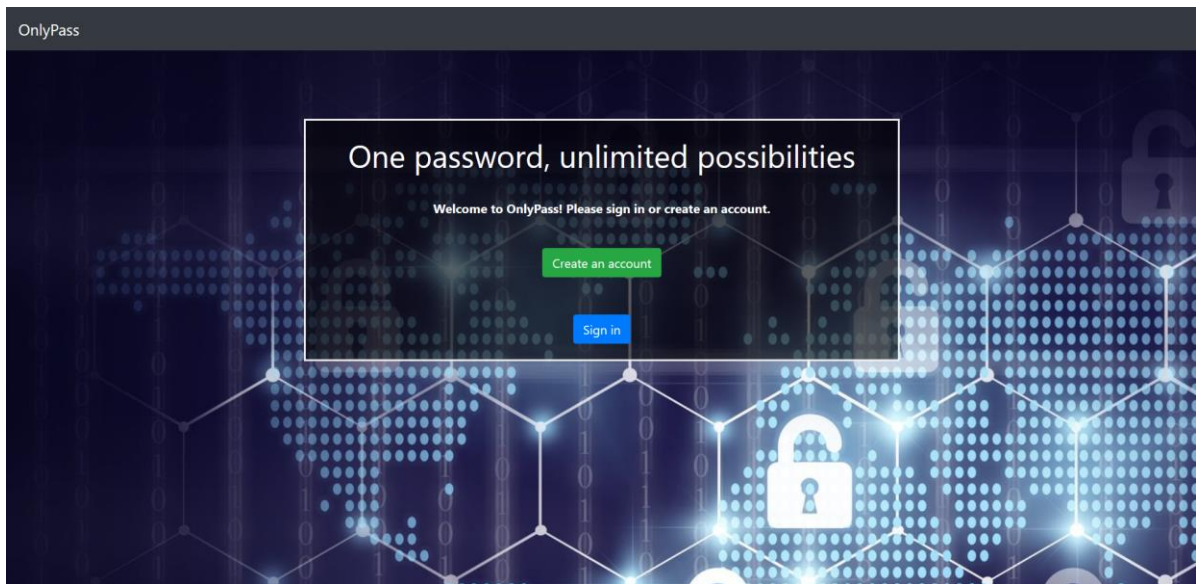 OnlyPass
One password, unlimited possibilities
Welcome to OnlyPass! Please sign in or create an account.
Create an account
Sign in